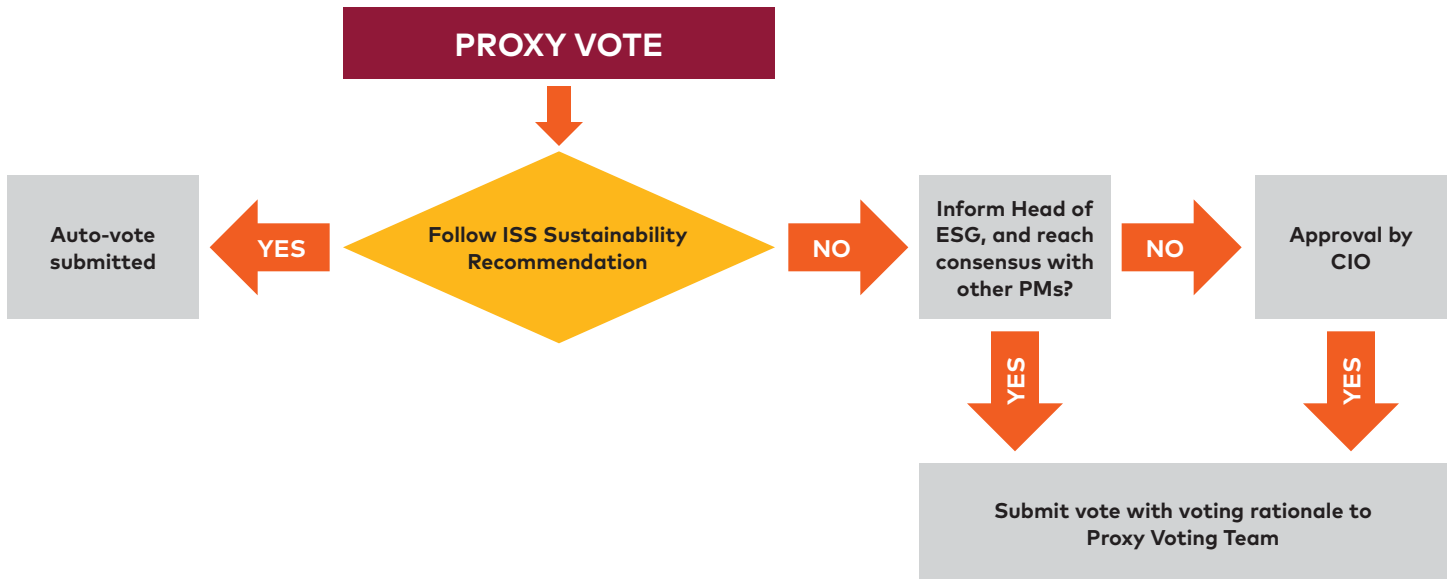 PROXY VOTE
Auto-vote
submitted
YES
Follow ISS Sustainability
Recommendation
NO
Inform Head of
ESG, and reach
consensus with
other PMs?
NO
Approval by
CIO
YES
YES
Submit vote with voting rationale to
Proxy Voting Team